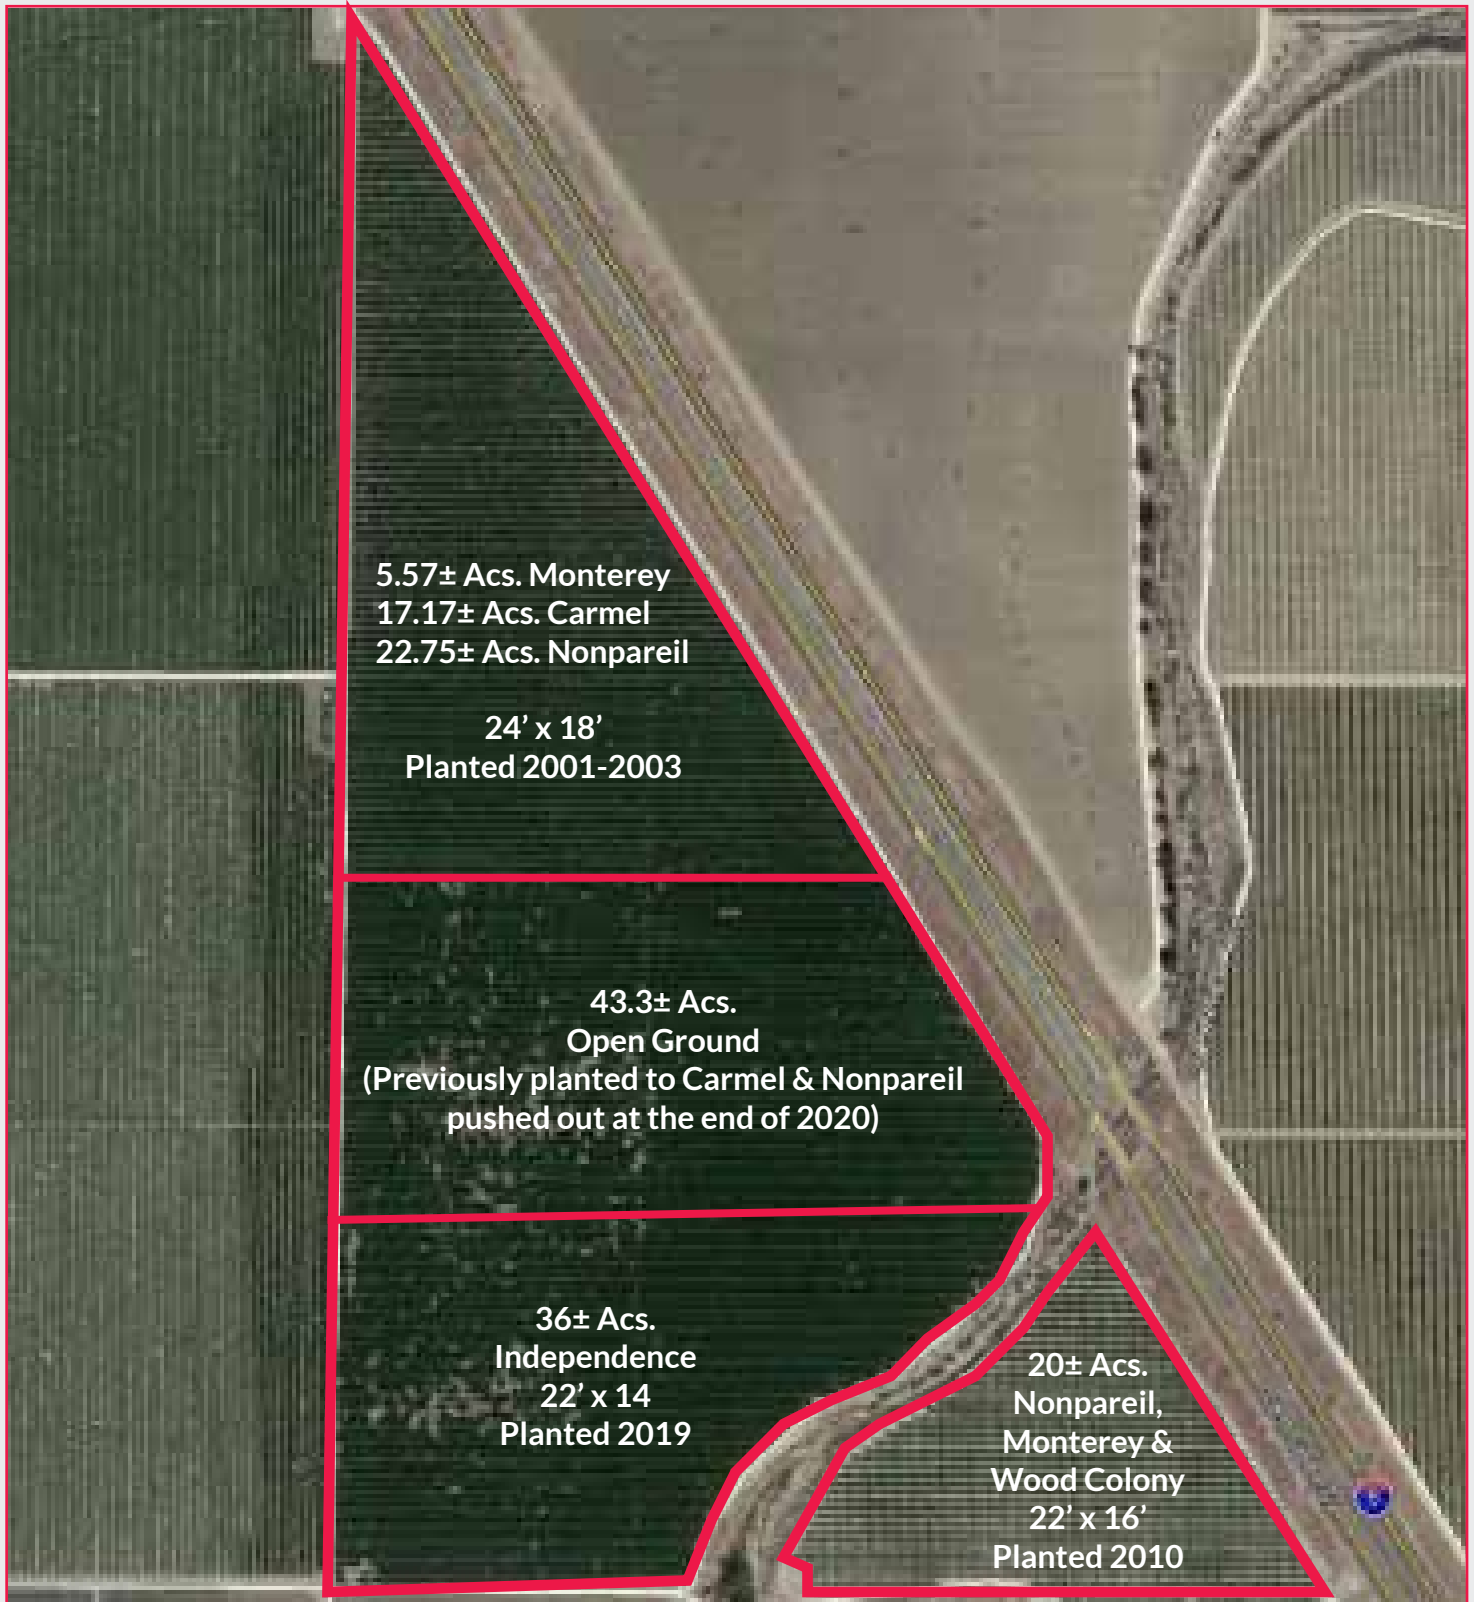 5.57± Acs. Monterey
17.17± Acs. Carmel
22.75± Acs. Nonpareil
24’ x 18’
Planted 2001-2003
43.3± Acs.
Open Ground
(Previously planted to Carmel & Nonpareil
pushed out at the end of 2020)
36± Acs.
Independence
22’ x 14
Planted 2019
20± Acs.
Nonpareil,
Monterey &
Wood Colony
22’ x 16’
Planted 2010